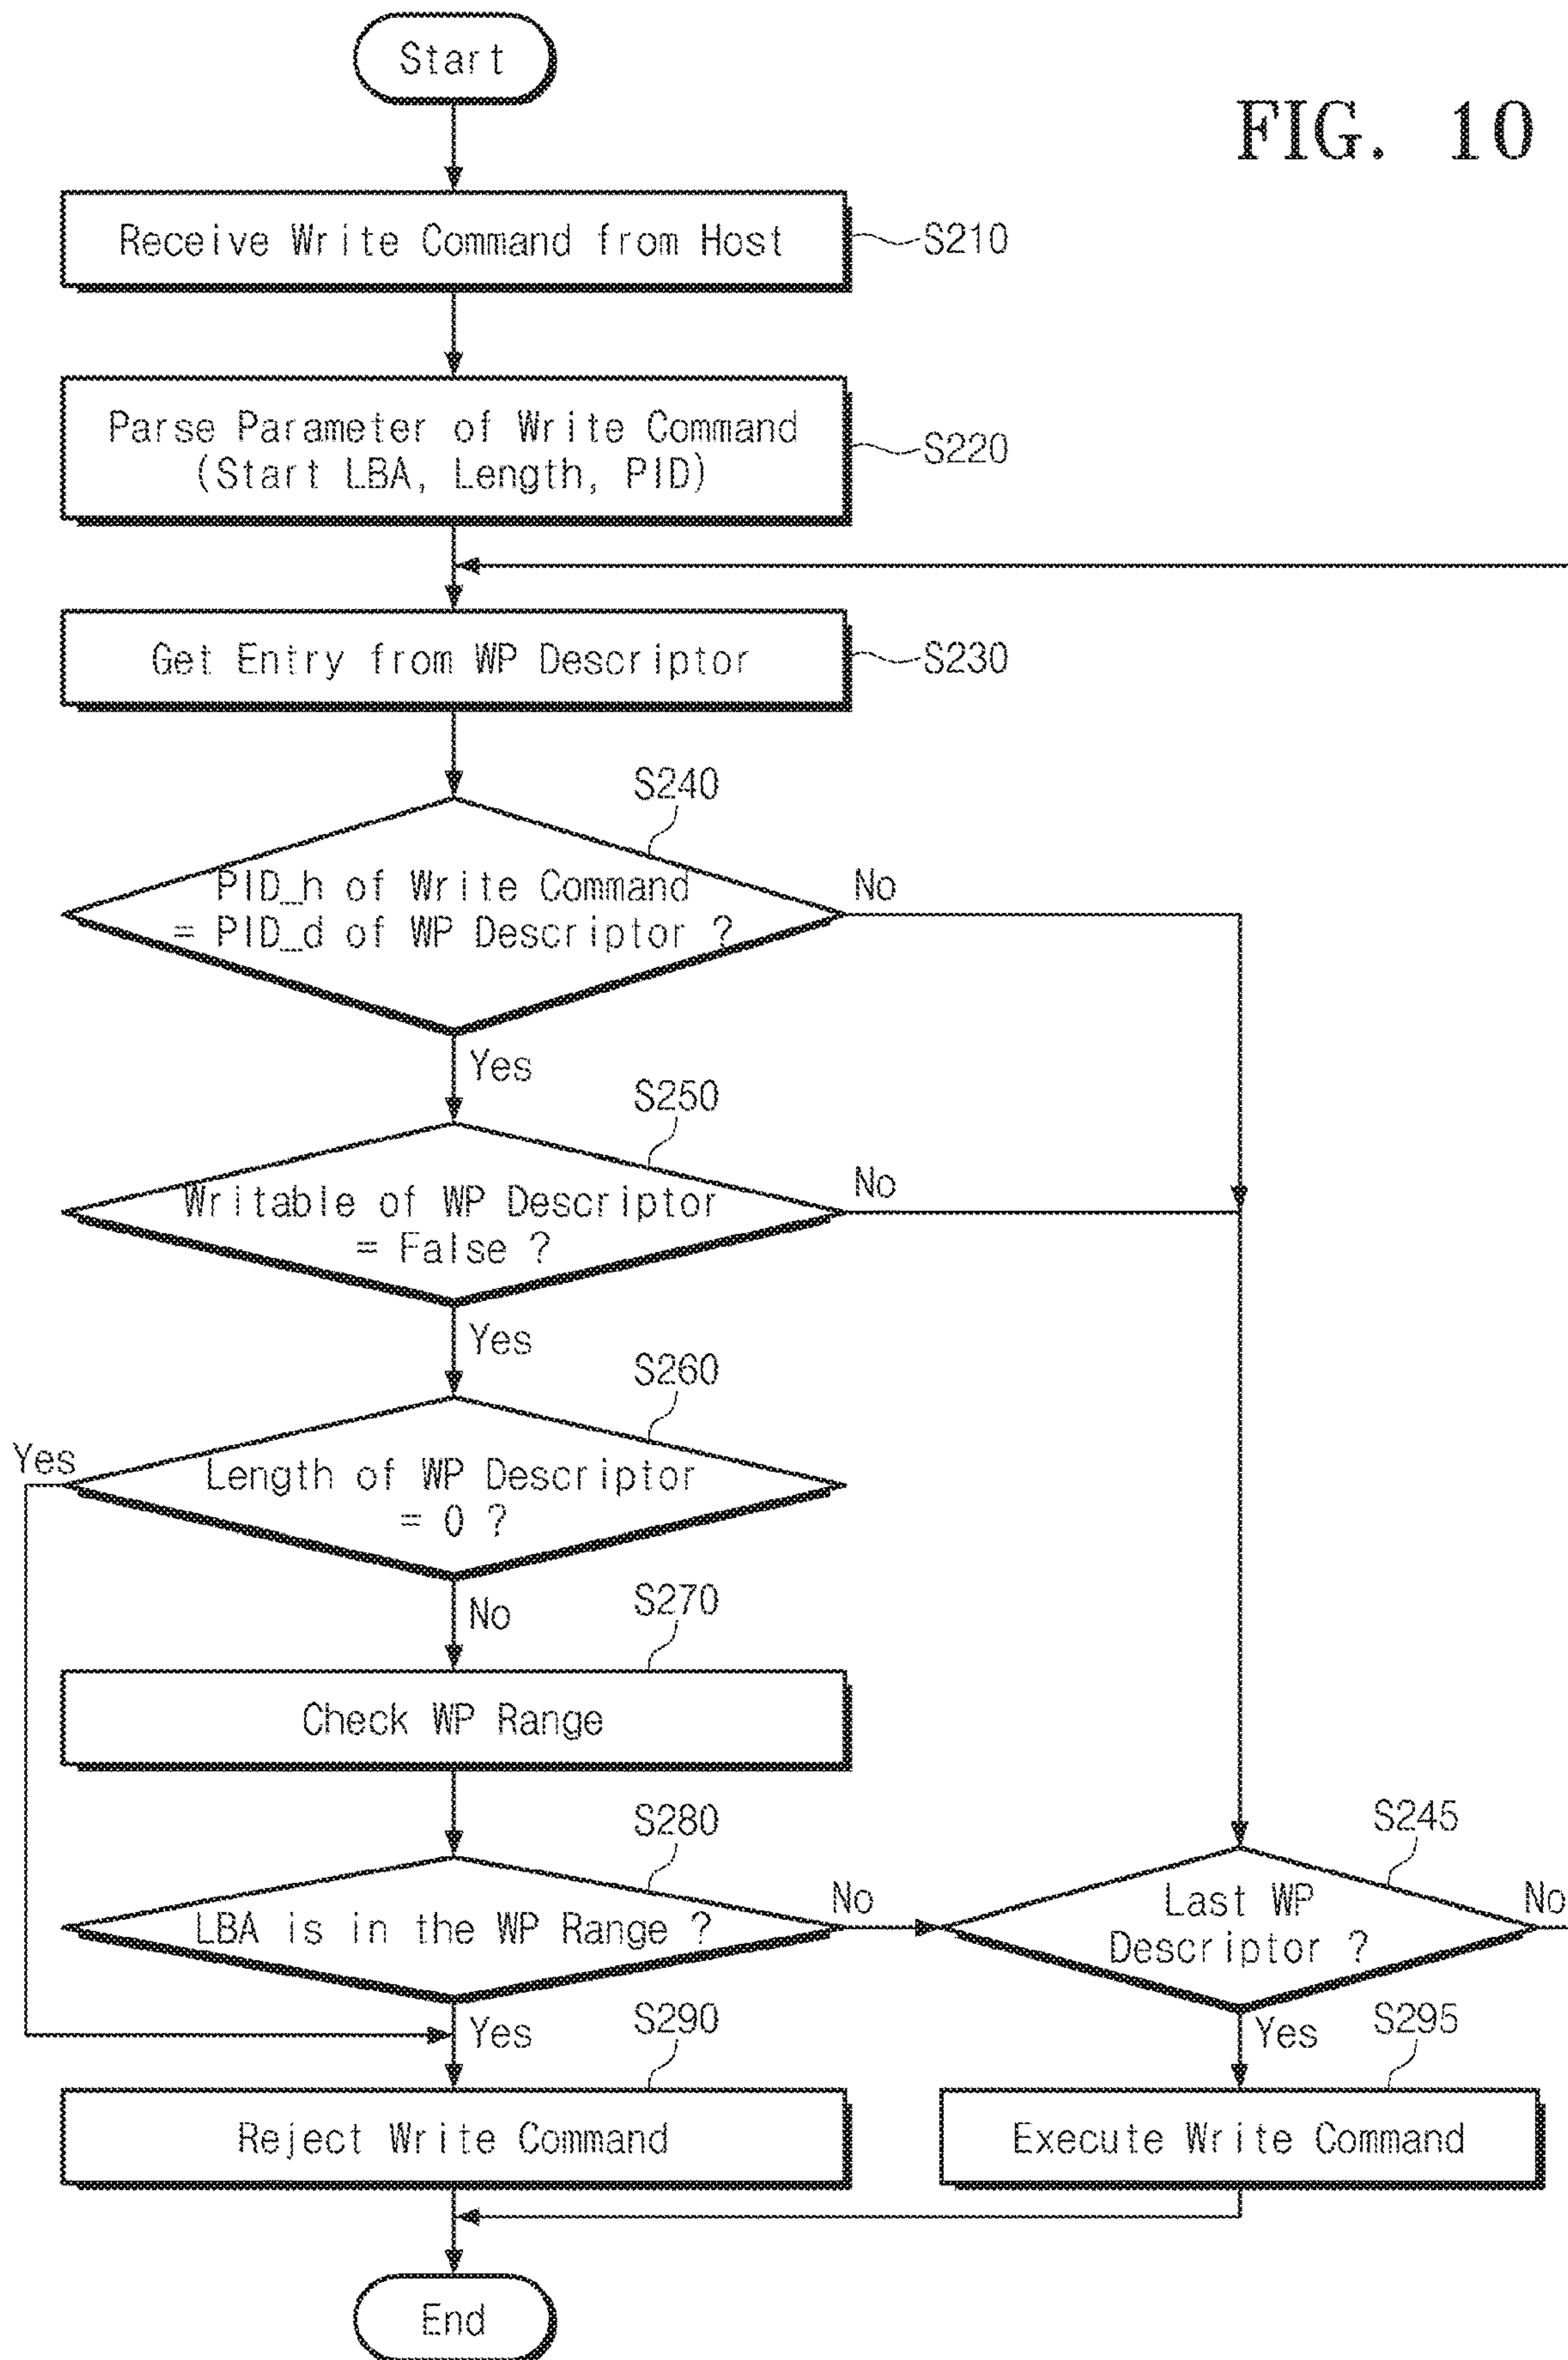 Start
FIG. 10
Receive Write Command from Host
S210
Parse Parameter of Write Command
(Start LBA, Length, PID)
S220
Get Entry from WP Descriptor
S230
S240
PID_h of Write Command
= PID_d of WP Descriptor ?
No
Yes
S250
Writable of WP Descriptor
= False ?
No
Yes
S260
Yes
Length of WP Descriptor
= 0 ?
No
S270
Check WP Range
S280
LBA is in the WP Range ?
No
S245
Last WP
Descriptor ?
No
Yes
S290
Yes
S295
Reject Write Command
Execute Write Command
End